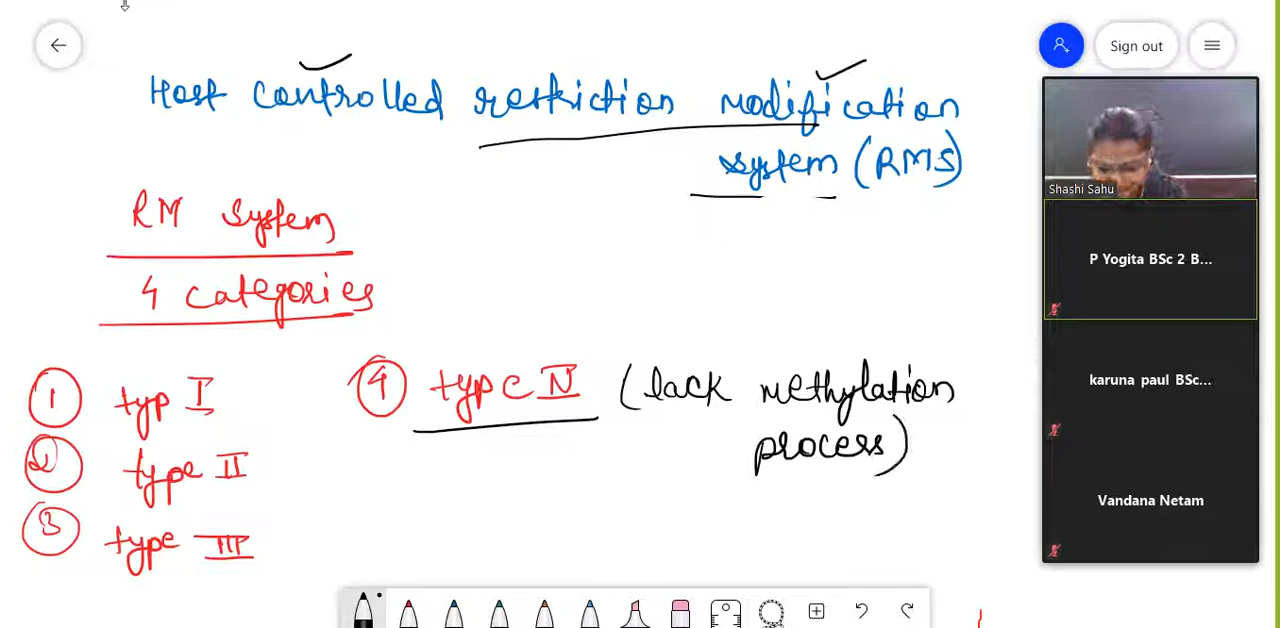 Sign out
Host controlled restriction modification
system (RMS)
RM system
4 categories
1 typ I
2 type II
3 type III
4 type IV (lack methylation
process)
Shashi Sahu
P Yogita BSc 2 B...
karuna paul BSc...
Vandana Netam